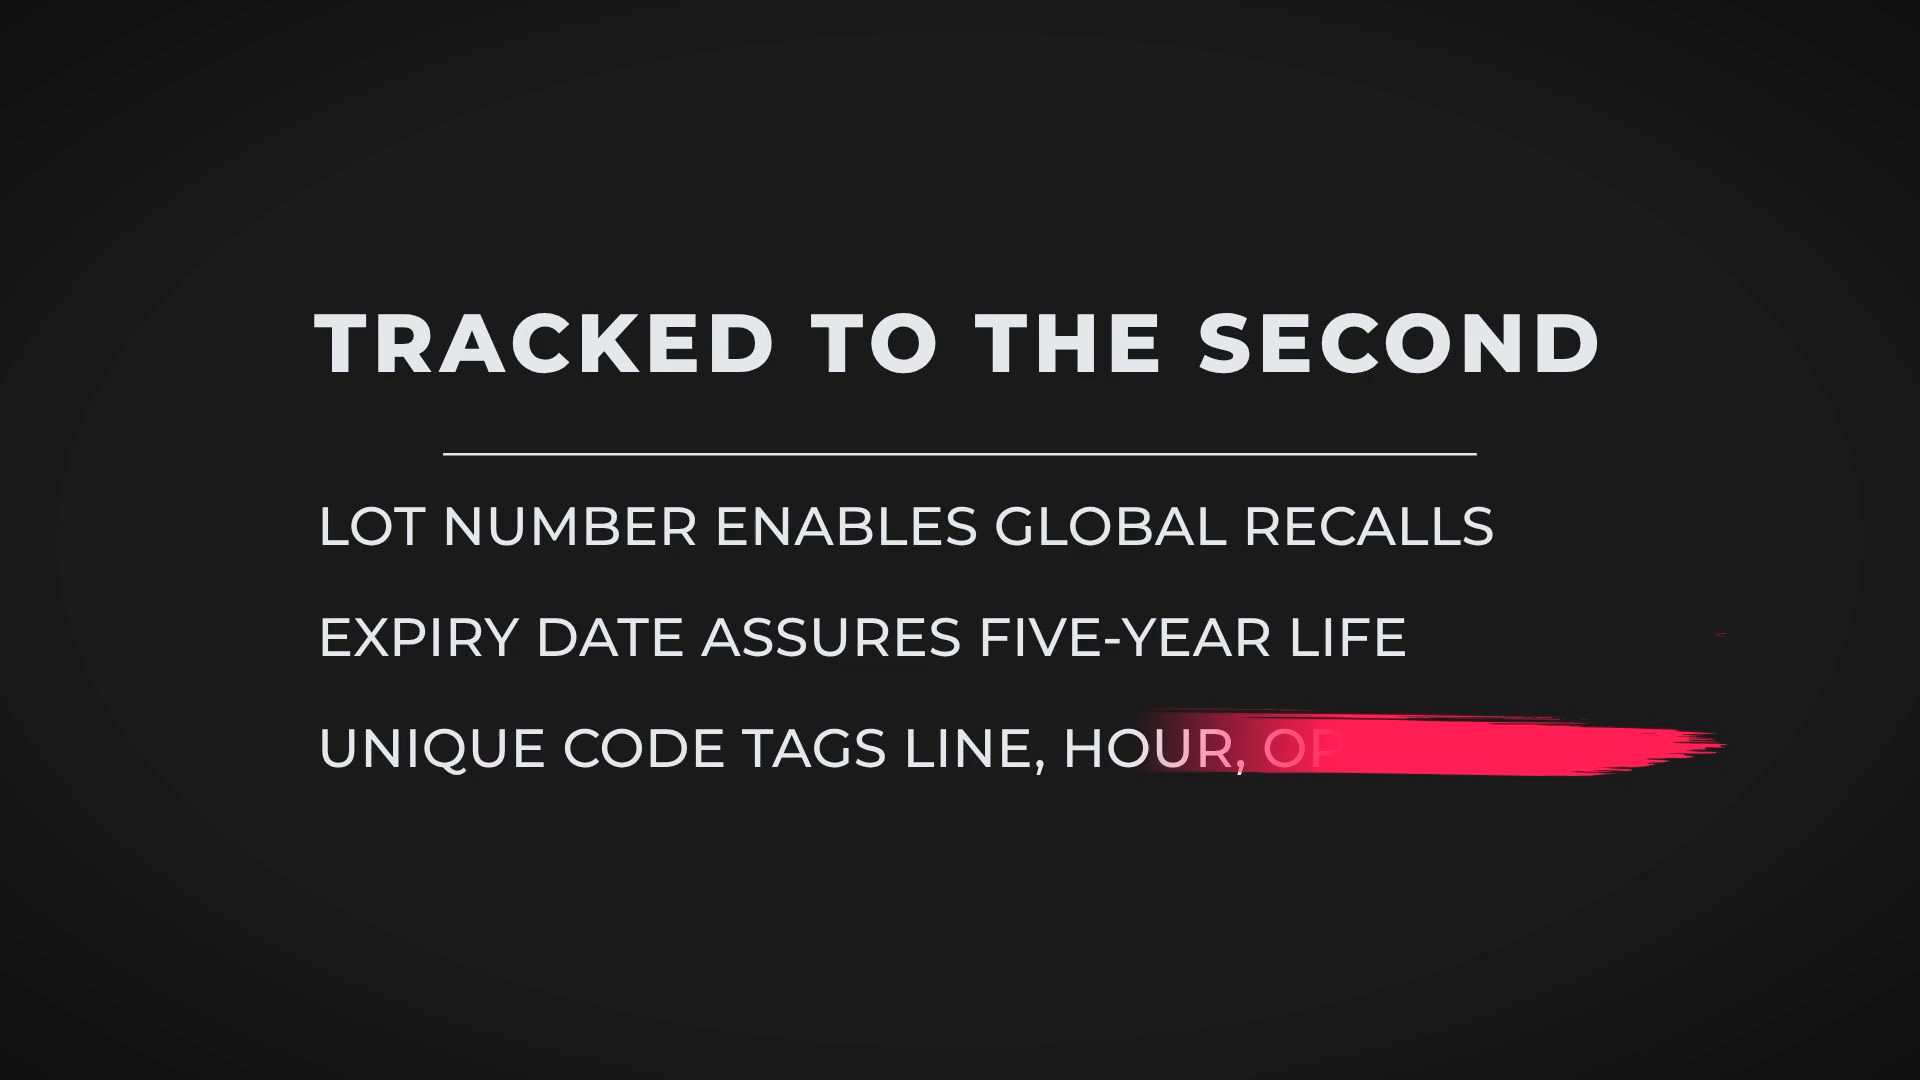 TRACKED TO THE SECOND
LOT NUMBER ENABLES GLOBAL RECALLS
EXPIRY DATE ASSURES FIVE-YEAR LIFE
UNIQUE CODE TAGS LINE, HOUR,